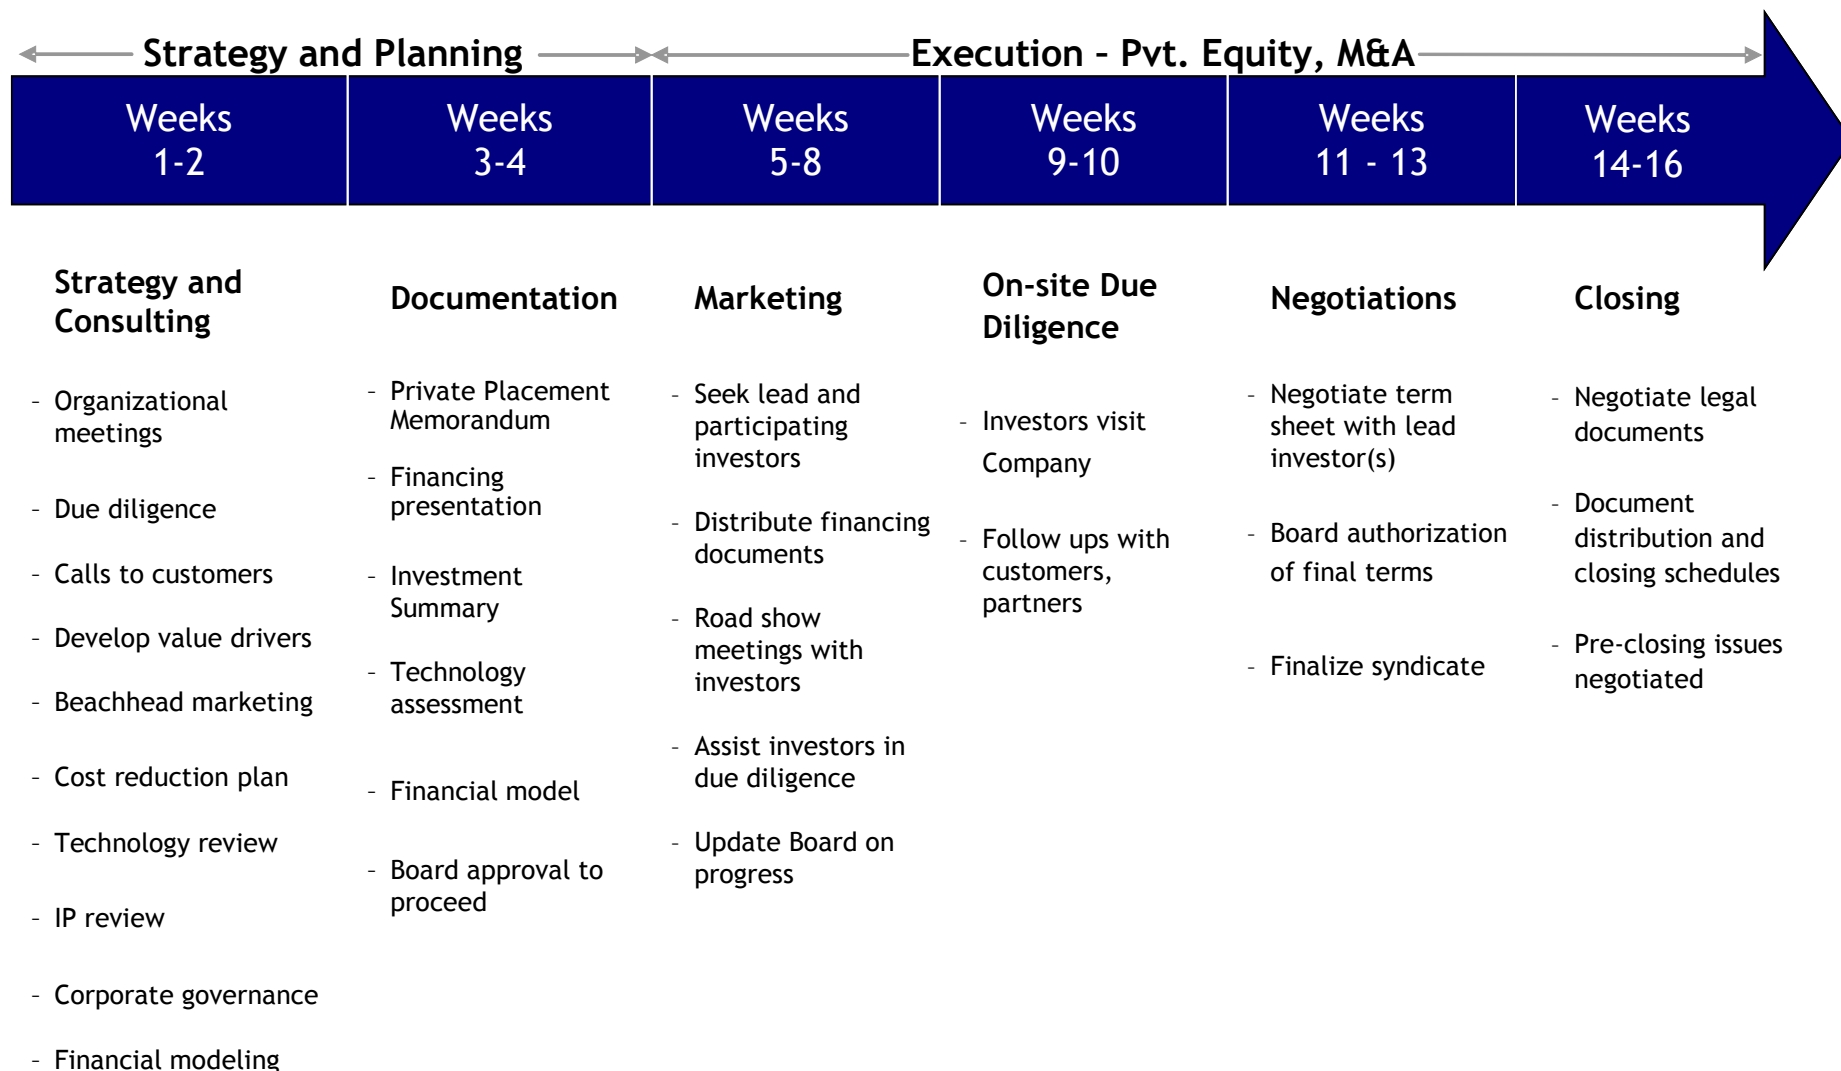 Strategy and Planning
Execution – Pvt. Equity, M&A
Weeks
1-2
Weeks
3-4
Weeks
5-8
Weeks
9-10
Weeks
11 - 13
Weeks
14-16
Strategy and
Consulting
- Organizational
meetings
- Due diligence
- Calls to customers
- Develop value drivers
- Beachhead marketing
- Cost reduction plan
- Technology review
- IP review
- Corporate governance
- Financial modeling
Documentation
- Private Placement
Memorandum
- Financing
presentation
- Investment
Summary
- Technology
assessment
- Financial model
- Board approval to
proceed
Marketing
- Seek lead and
participating
investors
- Distribute financing
documents
- Road show
meetings with
investors
- Assist investors in
due diligence
- Update Board on
progress
On-site Due
Diligence
- Investors visit
Company
- Follow ups with
customers,
partners
Negotiations
- Negotiate term
sheet with lead
investor(s)
- Board authorization
of final terms
- Finalize syndicate
Closing
- Negotiate legal
documents
- Document
distribution and
closing schedules
- Pre-closing issues
negotiated